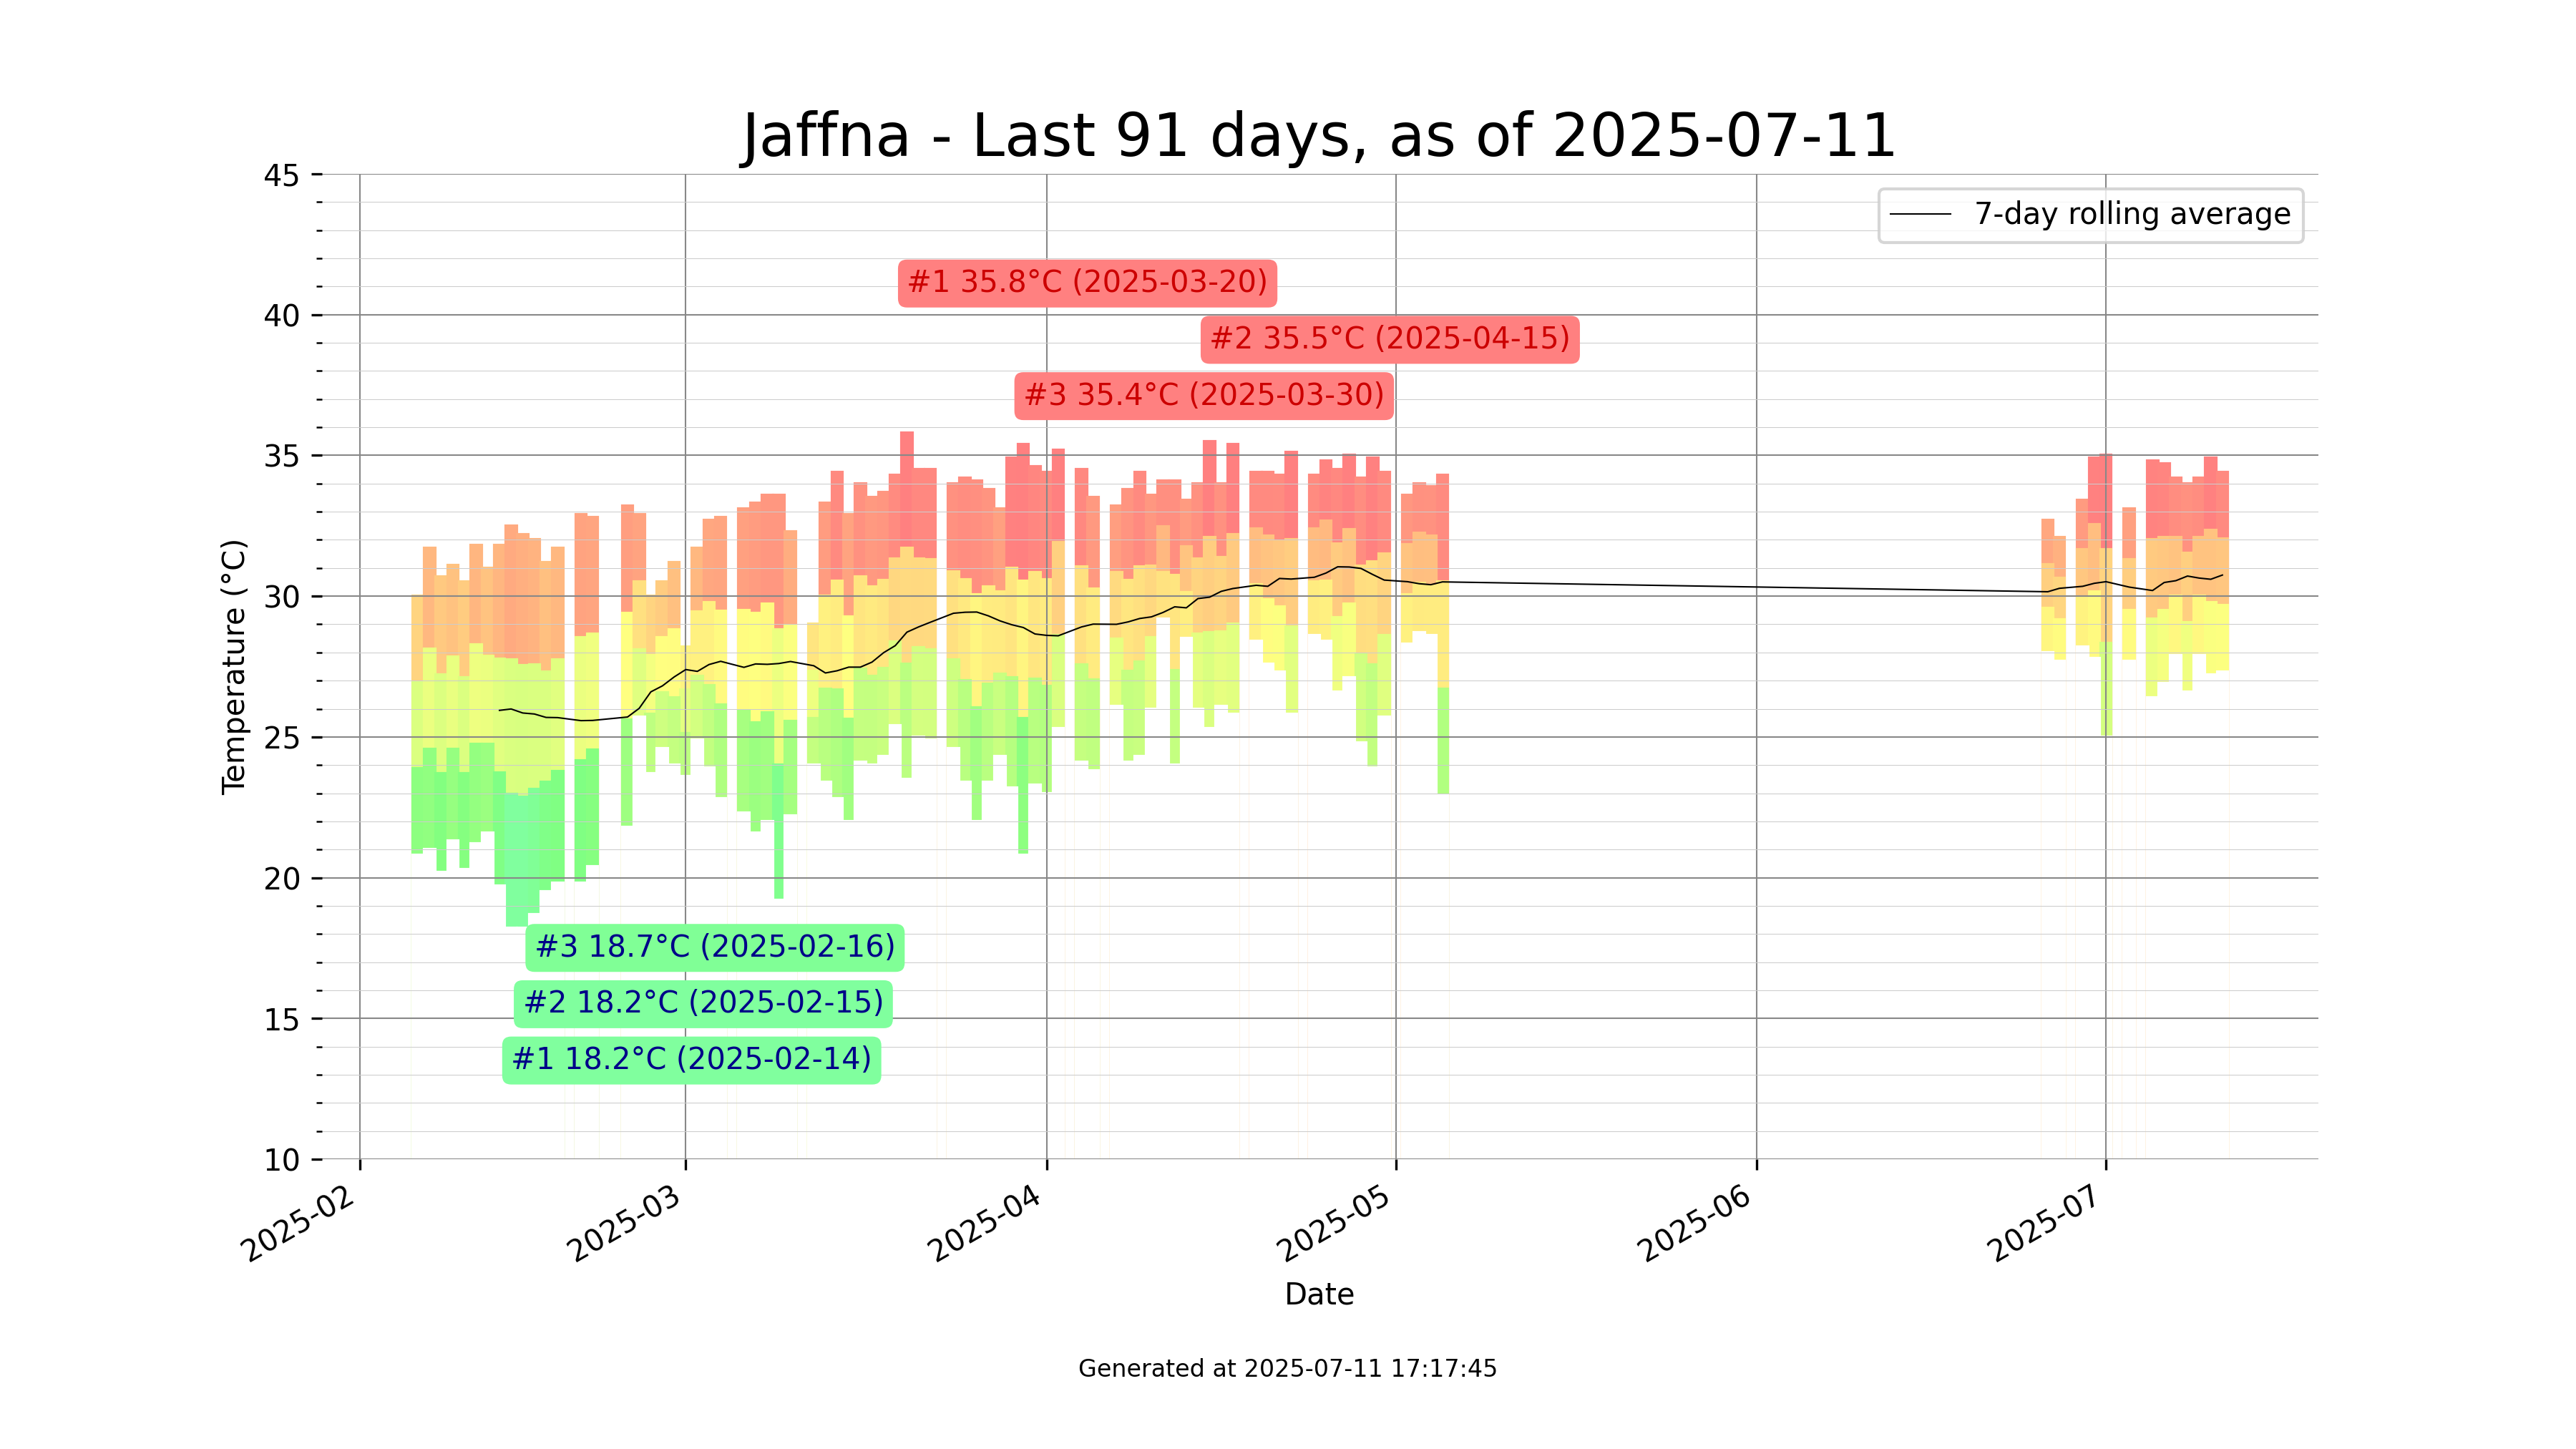 Jaffna - Last 91 days, as of 2025-07-11
7-day rolling average
45
40
35
30
25
20
15
10
Temperature (°C)
#1 35.8°C (2025-03-20)
#2 35.5°C (2025-04-15)
#3 35.4°C (2025-03-30)
#3 18.7°C (2025-02-16)
#2 18.2°C (2025-02-15)
#1 18.2°C (2025-02-14)
2025-02
2025-03
2025-04
2025-05
2025-06
2025-07
Date
Generated at 2025-07-11 17:17:45